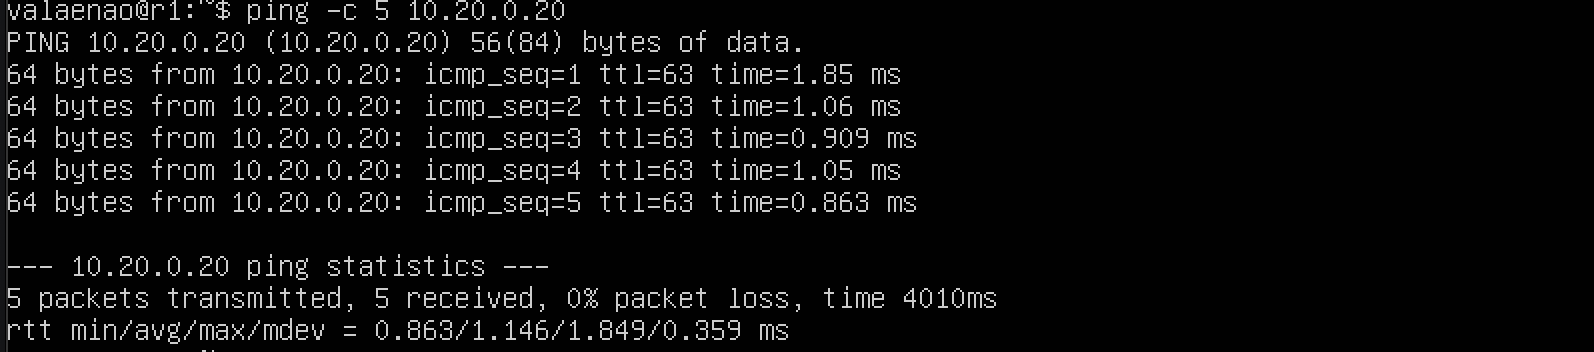 valaenao@r1:~$ ping -c 5 10.20.0.20
PING 10.20.0.20 (10.20.0.20) 56(84) bytes of data.
64 bytes from 10.20.0.20: icmp_seq=1 ttl=63 time=1.85 ms
64 bytes from 10.20.0.20: icmp_seq=2 ttl=63 time=1.06 ms
64 bytes from 10.20.0.20: icmp_seq=3 ttl=63 time=0.909 ms
64 bytes from 10.20.0.20: icmp_seq=4 ttl=63 time=1.05 ms
64 bytes from 10.20.0.20: icmp_seq=5 ttl=63 time=0.863 ms

--- 10.20.0.20 ping statistics ---
5 packets transmitted, 5 received, 0% packet loss, time 4010ms
rtt min/avg/max/mdev = 0.863/1.146/1.849/0.359 ms